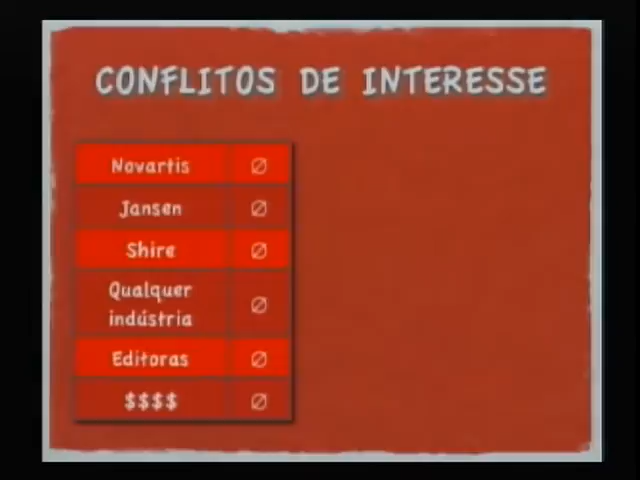 CONFLITOS DE INTERESSE
Novartis Ø
Jansen Ø
Shire Ø
Qualquer
indústria Ø
Editoras Ø
$$$$ Ø